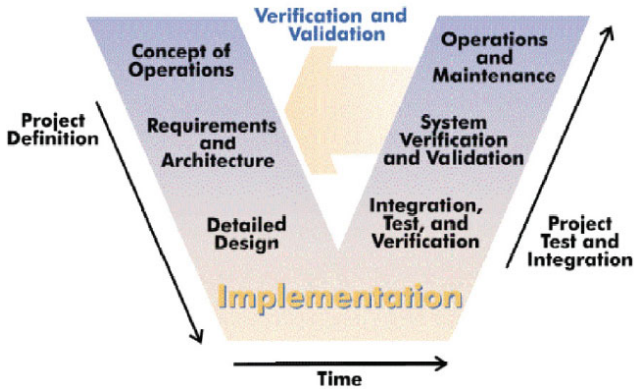 Verification and
Validation
Concept of
Operations
Operations
and
Maintenance
Project
Definition
Requirements
and
Architecture
System
Verification
and Validation
Detailed
Design
Integration,
Test, and
Verification
Project
Test and
Integration
Implementation
Time